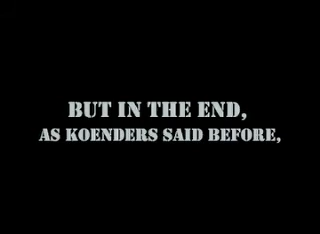 BUT IN THE END,
AS KOENDERS SAID BEFORE,